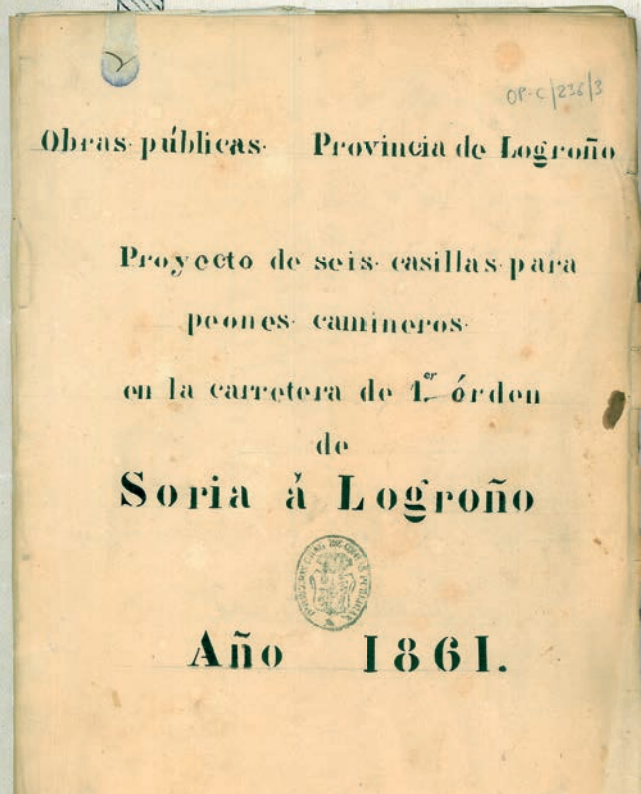 OP-C/236/3
Obras públicas. Provincia de Logroño
Proyecto de seis casillas para
peones camineros.
en la carretera de 1.er órden
de
Soria á Logroño
Año 1861.